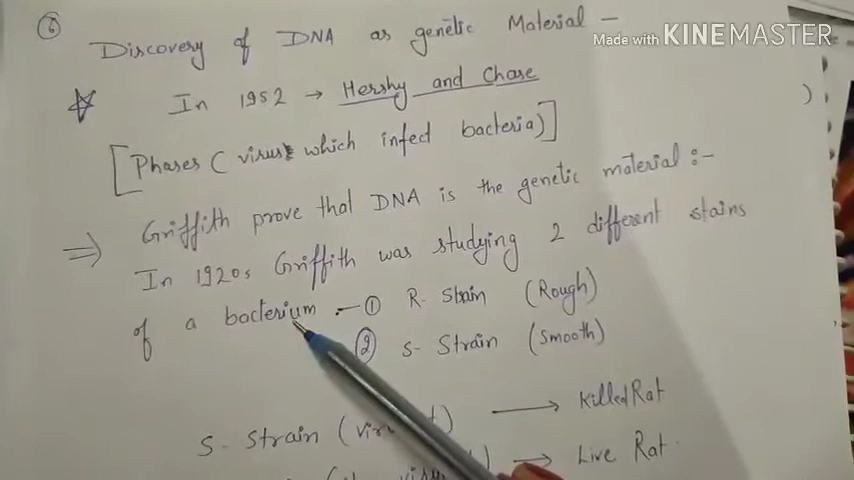 6
Discovery of DNA as genetic Material –
Made with KINEMASTER
In 1952 → Hershy and Chase
[Phases ( virus which infed bacteria)]
⇒ Griffith prove that DNA is the genetic material :-
In 1920s Griffith was studying 2 different stains
of a bacterium – ① R- Strain (Rough)
② S- Strain (Smooth)
S- Strain ( → Killed Rat
→ Live Rat